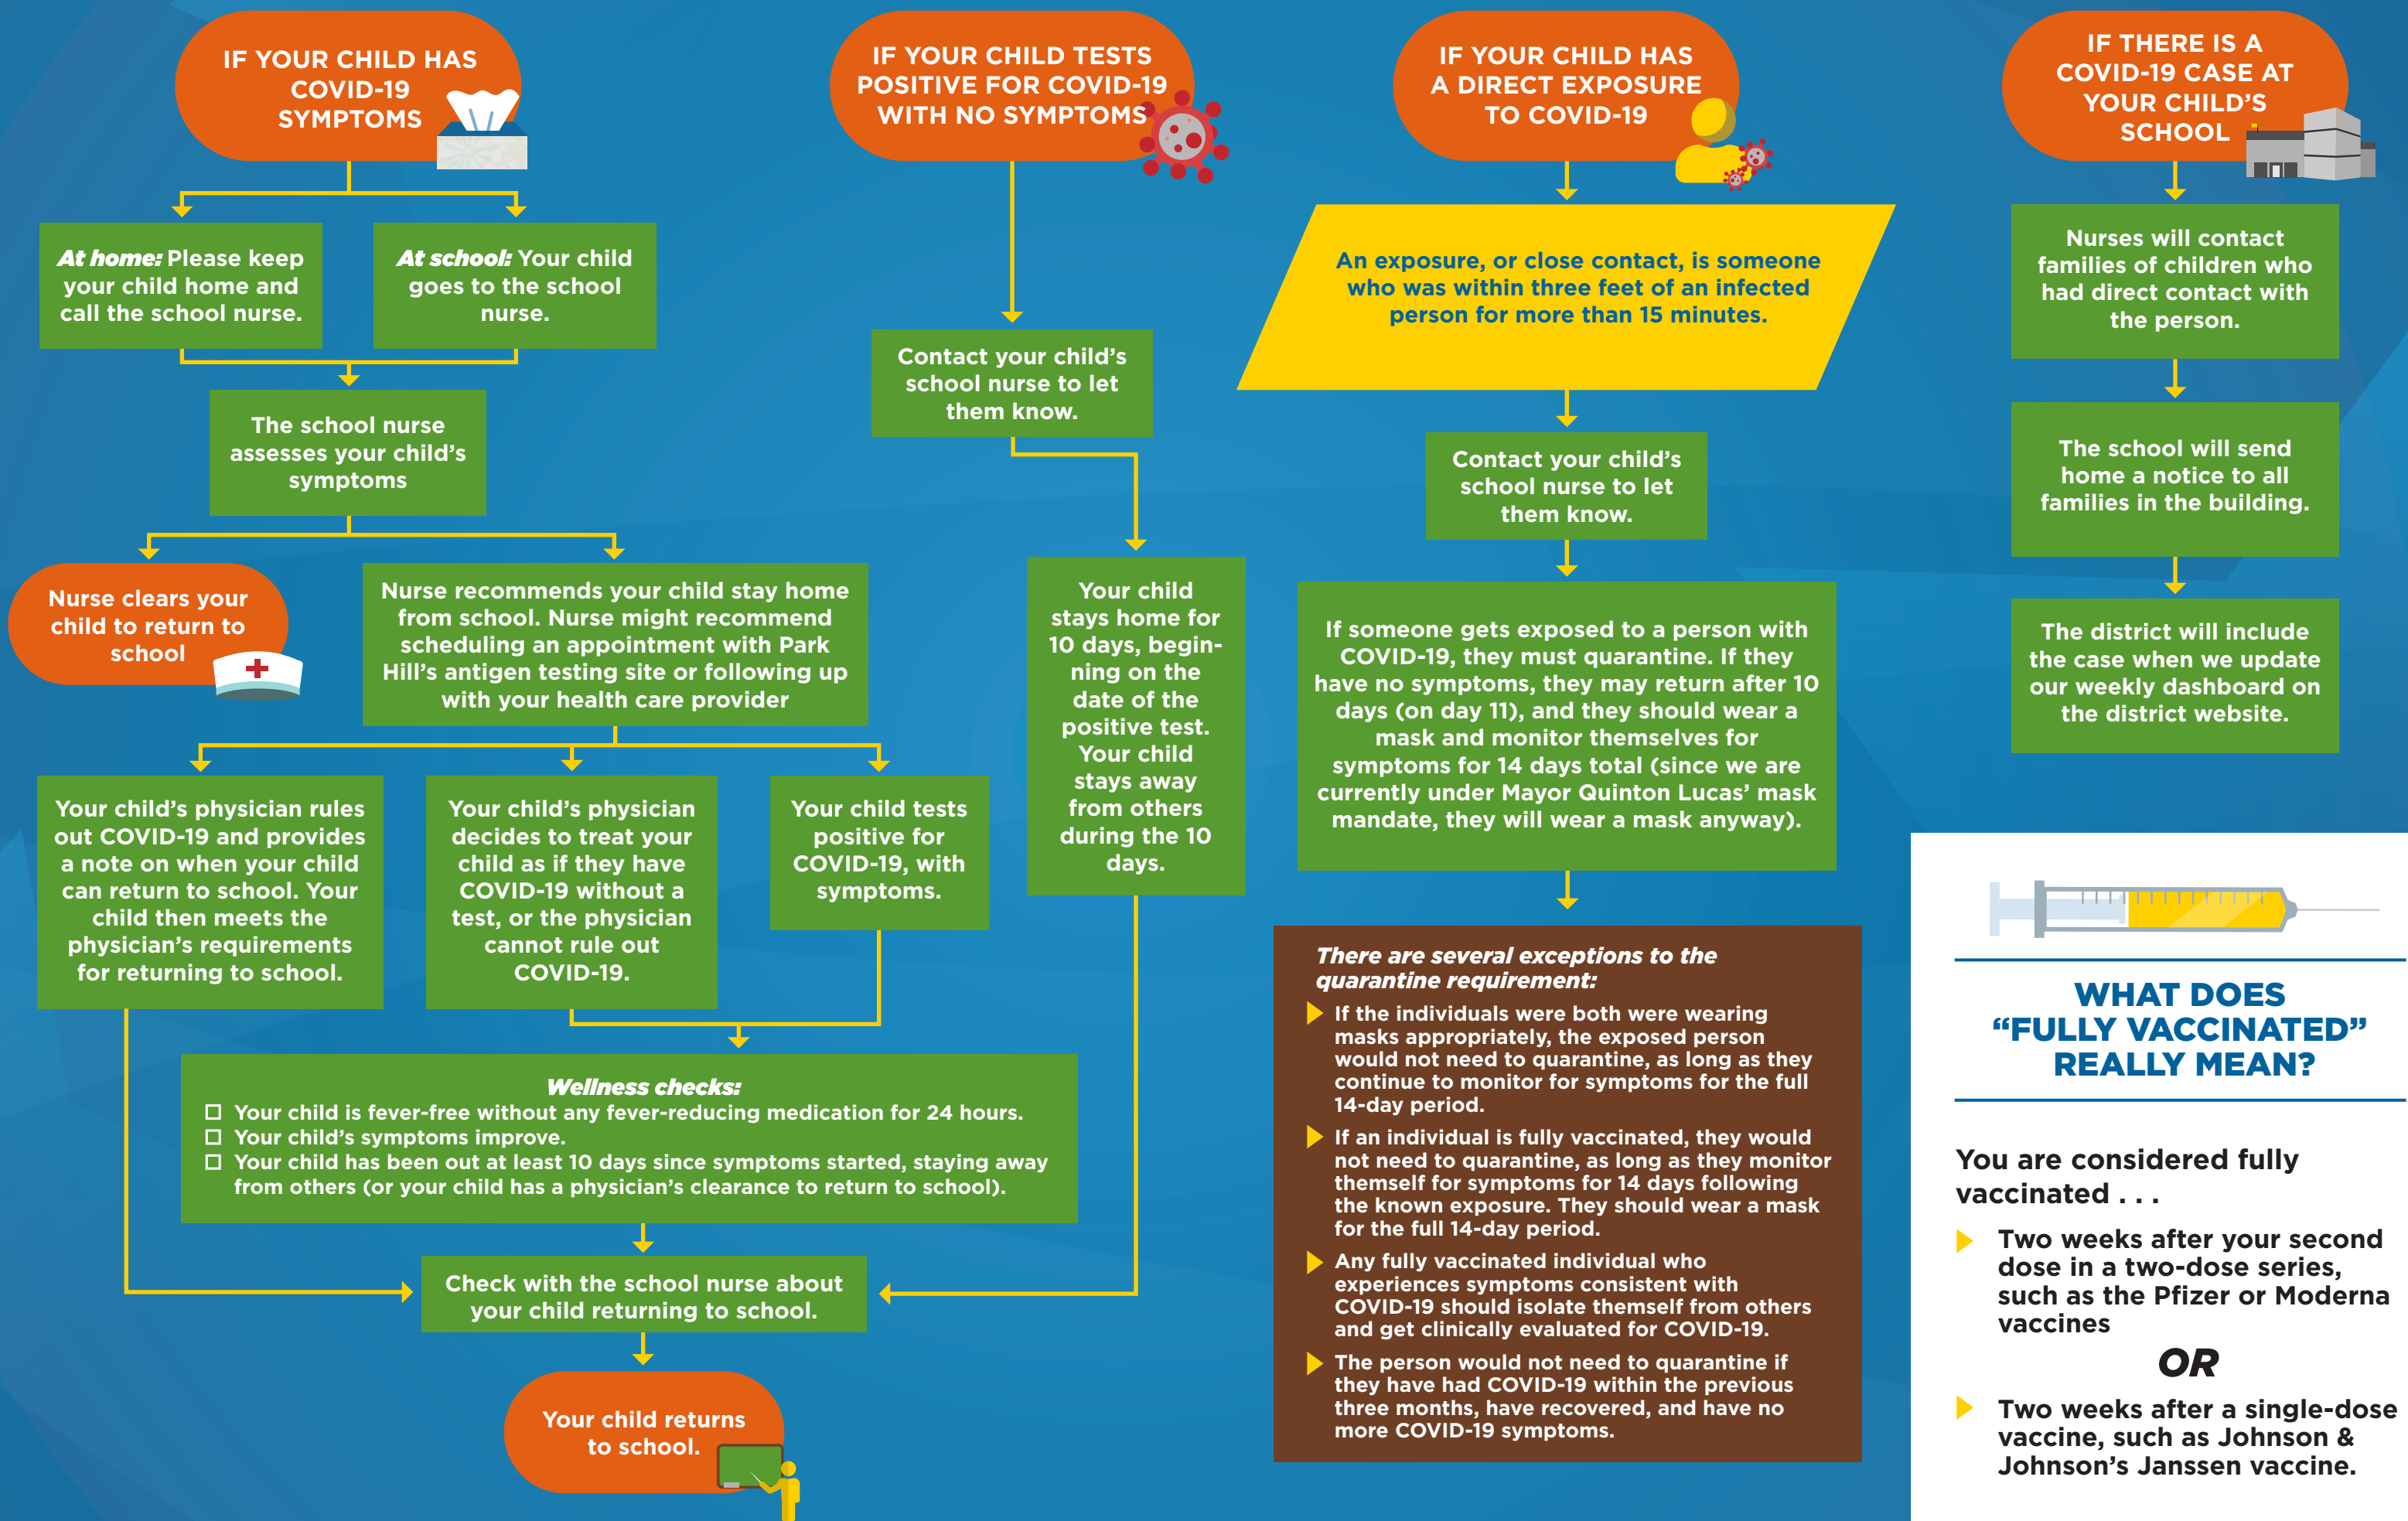 IF YOUR CHILD HAS
COVID-19
SYMPTOMS
At home: Please keep
your child home and
call the school nurse.
At school: Your child
goes to the school
nurse.
The school nurse
assesses your child's
symptoms
Nurse clears your
child to return to
school
Nurse recommends your child stay home
from school. Nurse might recommend
scheduling an appointment with Park
Hill's antigen testing site or following up
with your health care provider
Your child's physician rules
out COVID-19 and provides
a note on when your child
can return to school. Your
child then meets the
physician's requirements
for returning to school.
Your child's physician
decides to treat your
child as if they have
COVID-19 without a
test, or the physician
cannot rule out
COVID-19.
Your child tests
positive for
COVID-19, with
symptoms.
Wellness checks:
Your child is fever-free without any fever-reducing medication for 24 hours.
Your child's symptoms improve.
Your child has been out at least 10 days since symptoms started, staying away
from others (or your child has a physician's clearance to return to school).
Check with the school nurse about
your child returning to school.
Your child returns
to school.
IF YOUR CHILD TESTS
POSITIVE FOR COVID-19
WITH NO SYMPTOMS
Contact your child's
school nurse to let
them know.
Your child
stays home for
10 days, begin-
ning on the
date of the
positive test.
Your child
stays away
from others
during the 10
days.
IF YOUR CHILD HAS
A DIRECT EXPOSURE
TO COVID-19
An exposure, or close contact, is someone
who was within three feet of an infected
person for more than 15 minutes.
Contact your child's
school nurse to let
them know.
If someone gets exposed to a person with
COVID-19, they must quarantine. If they
have no symptoms, they may return after 10
days (on day 11), and they should wear a
mask and monitor themselves for
symptoms for 14 days total (since we are
currently under Mayor Quinton Lucas' mask
mandate, they will wear a mask anyway).
There are several exceptions to the
quarantine requirement:
If the individuals were both were wearing
masks appropriately, the exposed person
would not need to quarantine, as long as they
continue to monitor for symptoms for the full
14-day period.
If an individual is fully vaccinated, they would
not need to quarantine, as long as they monitor
themself for symptoms for 14 days following
the known exposure. They should wear a mask
for the full 14-day period.
Any fully vaccinated individual who
experiences symptoms consistent with
COVID-19 should isolate themself from others
and get clinically evaluated for COVID-19.
The person would not need to quarantine if
they have had COVID-19 within the previous
three months, have recovered, and have no
more COVID-19 symptoms.
IF THERE IS A
COVID-19 CASE AT
YOUR CHILD'S
SCHOOL
Nurses will contact
families of children who
had direct contact with
the person.
The school will send
home a notice to all
families in the building.
The district will include
the case when we update
our weekly dashboard on
the district website.
WHAT DOES
“FULLY VACCINATED”
REALLY MEAN?
You are considered fully
vaccinated . . .
Two weeks after your second
dose in a two-dose series,
such as the Pfizer or Moderna
vaccines
OR
Two weeks after a single-dose
vaccine, such as Johnson &
Johnson's Janssen vaccine.